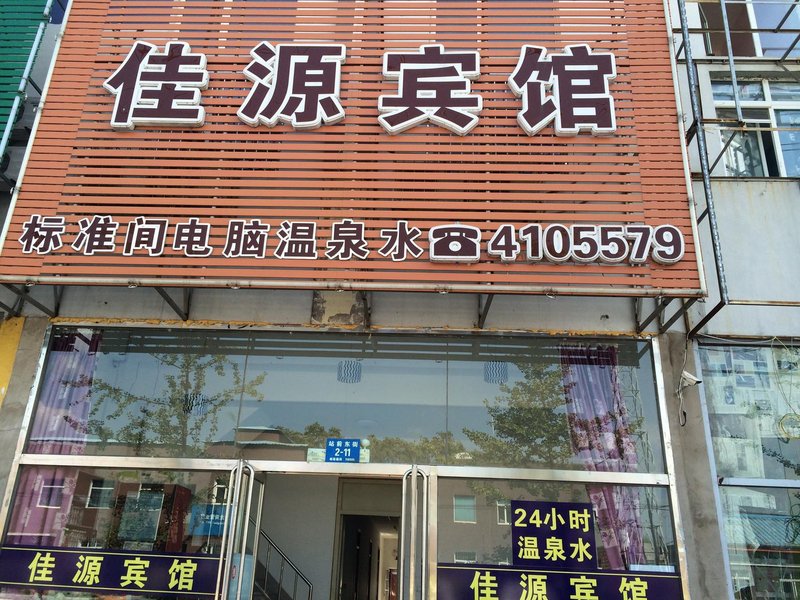 佳源宾馆
标准间电脑温泉水☎4105579
站前东街
2-11
24小时
温泉水
佳源宾馆
佳源宾馆